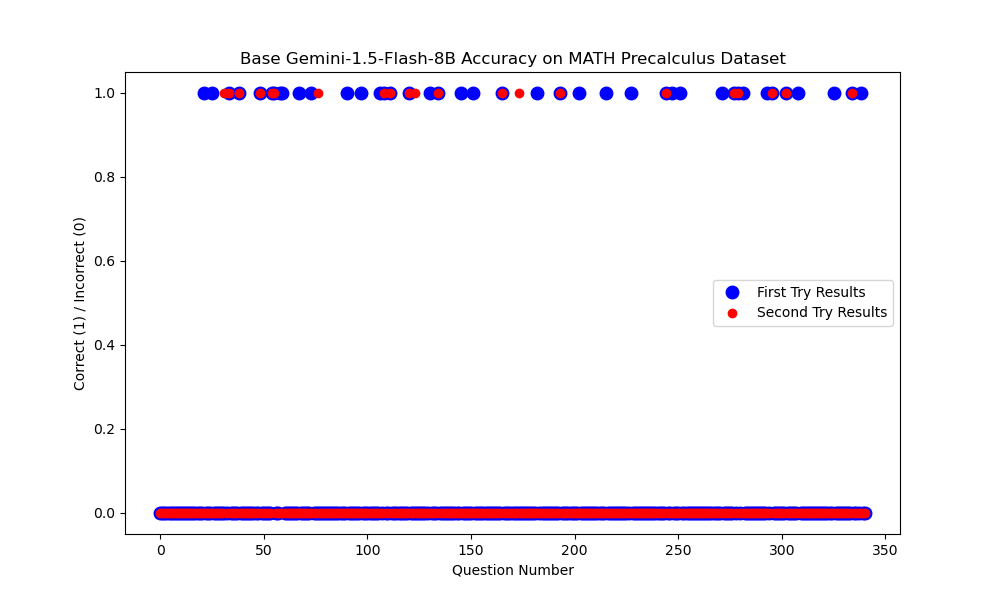 Base Gemini-1.5-Flash-8B Accuracy on MATH Precalculus Dataset
1.0
0.8
0.6
0.4
0.2
0.0
Correct (1) / Incorrect (0)
First Try Results
Second Try Results
0 50 100 150 200 250 300 350
Question Number